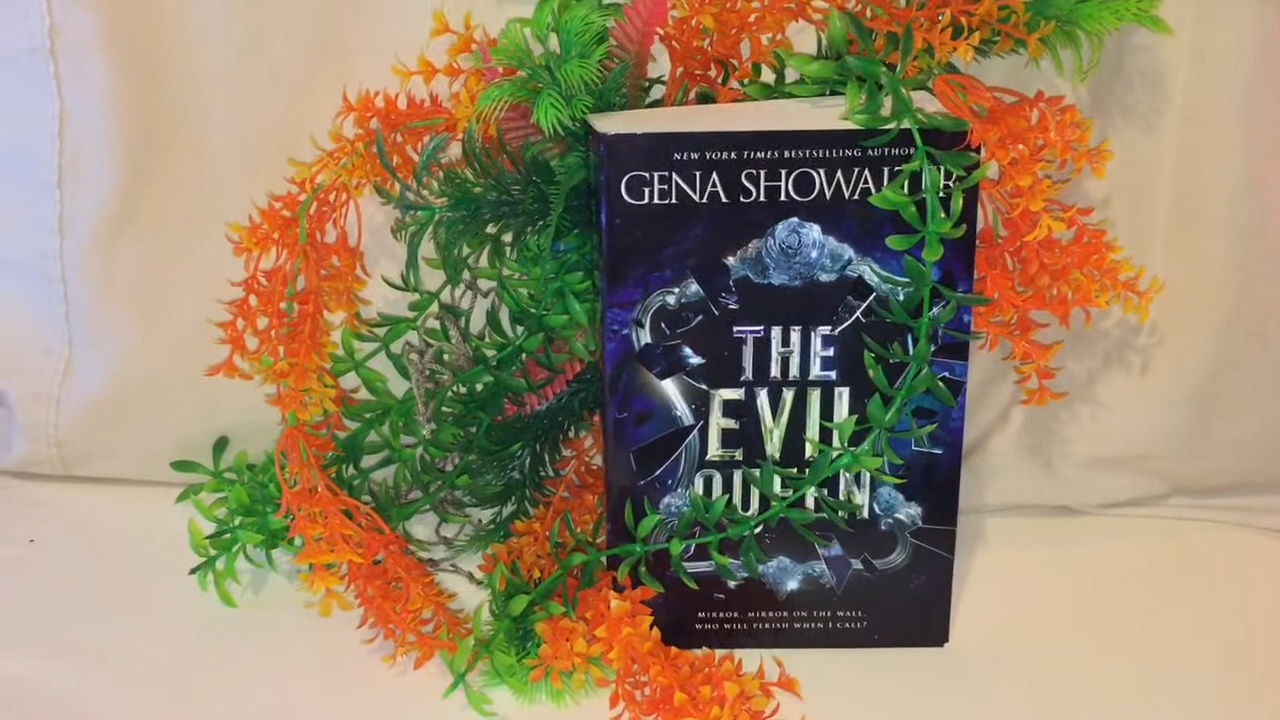 NEW YORK TIMES BESTSELLING AUTHOR
GENA SHOWALTER
THE
EVIL
QUEEN
MIRROR, MIRROR ON THE WALL,
WHO WILL PERISH WHEN I CALL?